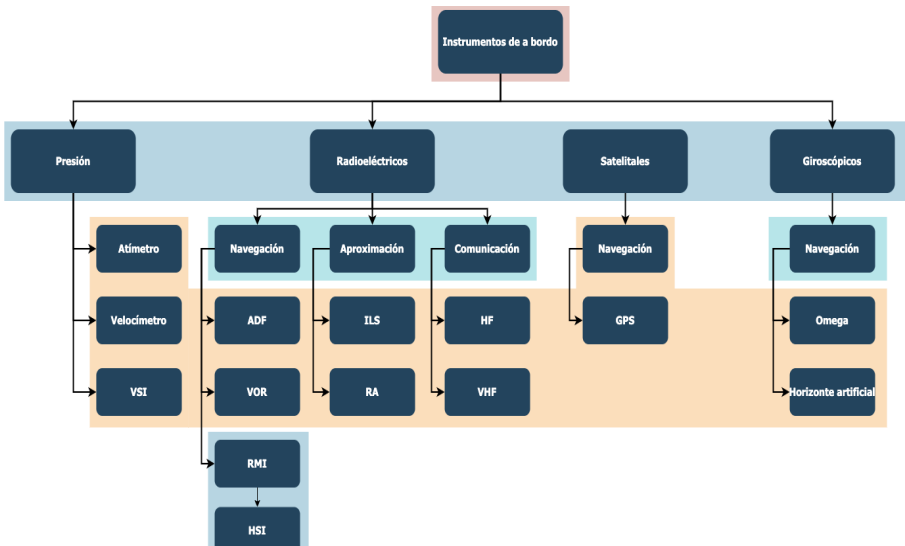 Instrumentos de a bordo
Presión
Radioeléctricos
Satelitales
Giroscópicos
Atímetro
Navegación
Aproximación
Comunicación
Navegación
Navegación
Velocímetro
ADF
ILS
HF
GPS
Omega
VSI
VOR
RA
VHF
Horizonte artificial
RMI
HSI